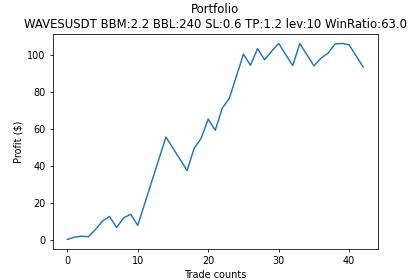 Portfolio
WAVESUSDT BBM:2.2 BBL:240 SL:0.6 TP:1.2 lev:10 WinRatio:63.0
100
80
60
40
20
0
Profit ($)
0 10 20 30 40
Trade counts